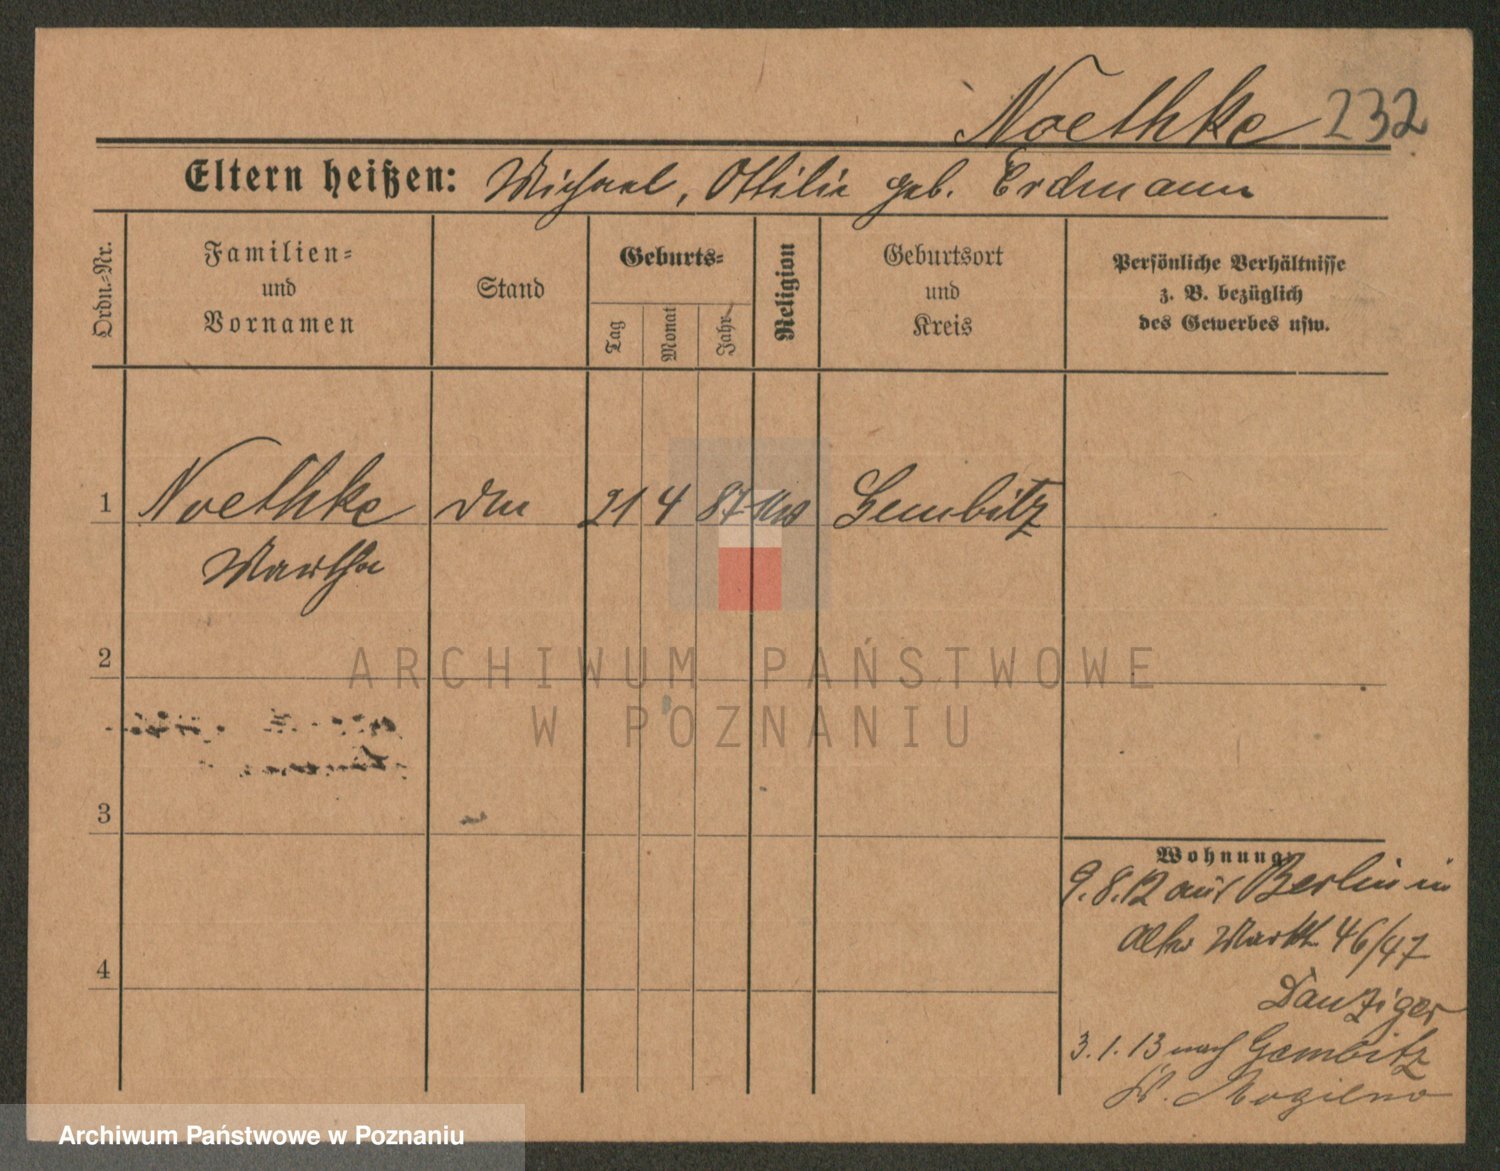 Noethke 232
Eltern heißen: Michael, Ottilie geb. Erdmann
Ordn.-Nr.
Familien-
und
Vornamen
Stand
Geburts-
Tag
Monat
Jahr
Religion
Geburtsort
und
Kreis
Persönliche Verhältnisse
z. B. bezüglich
des Gewerbes usw.
1 Noethke 21 4 87 Gembitz
Martha
2
ARCHIWUM PAŃSTWOWE
W POZNANIU
3
Wohnung:
9.8.12 aus Berlin in
Alter Markt 46/47
4
Danziger
3.1.13 nach Gembitz
Kr. Mogilno
Archiwum Państwowe w Poznaniu